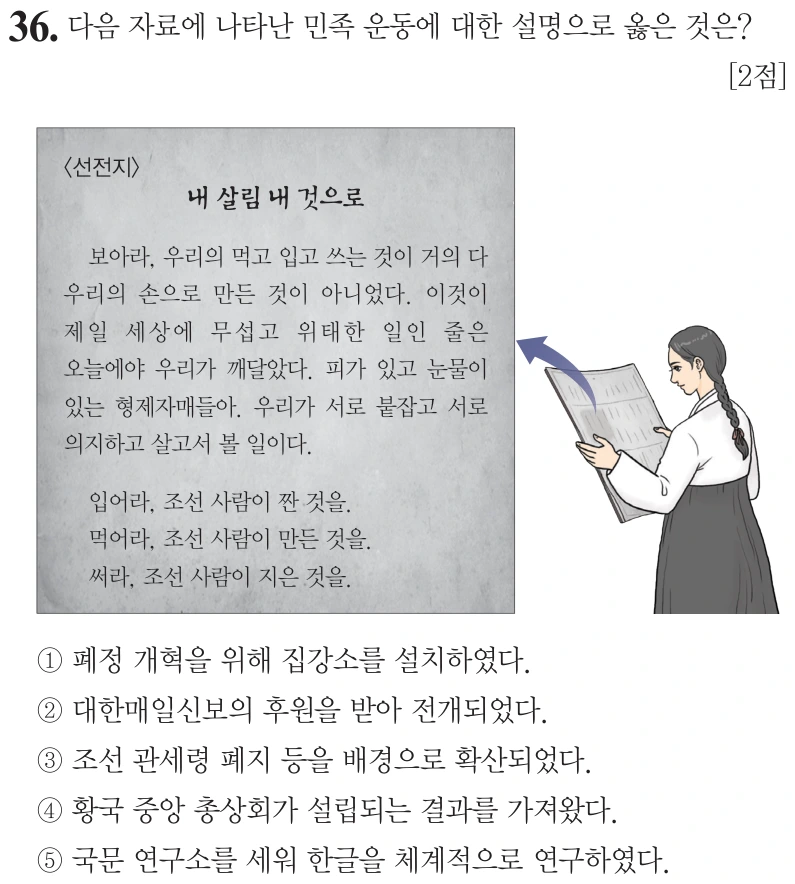 36. 다음 자료에 나타난 민족 운동에 대한 설명으로 옳은 것은?
[2점]
〈선전지〉
내 살림 내 것으로
보아라, 우리의 먹고 입고 쓰는 것이 거의 다
우리의 손으로 만든 것이 아니었다. 이것이
제일 세상에 무섭고 위태한 일인 줄은
오늘에야 우리가 깨달았다. 피가 있고 눈물이
있는 형제자매들아. 우리가 서로 붙잡고 서로
의지하고 살고서 볼 일이다.
입어라, 조선 사람이 짠 것을.
먹어라, 조선 사람이 만든 것을.
써라, 조선 사람이 지은 것을.
① 폐정 개혁을 위해 집강소를 설치하였다.
② 대한매일신보의 후원을 받아 전개되었다.
③ 조선 관세령 폐지 등을 배경으로 확산되었다.
④ 황국 중앙 총상회가 설립되는 결과를 가져왔다.
⑤ 국문 연구소를 세워 한글을 체계적으로 연구하였다.